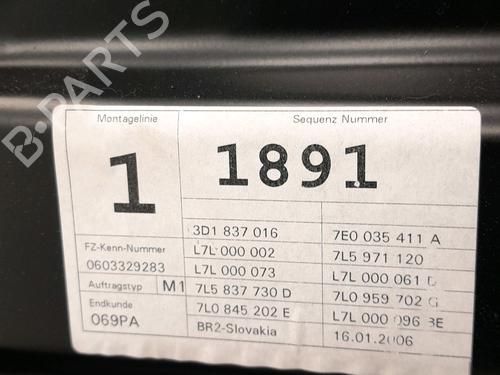 B-PARTS
Montagelinie
Sequenz Nummer
1
1891
3D1 837 016
7E0 035 411 A
FZ-Kenn-Nummer
L7L 000 002
7L5 971 120
0603329283
L7L 000 073
L7L 000 061
Auftragstyp
M1
7L5 837 730 D
7L0 959 702 G
Endkunde
7L0 845 202 E
L7L 000 096 BE
069PA
BR2-Slovakia
16.01.2006